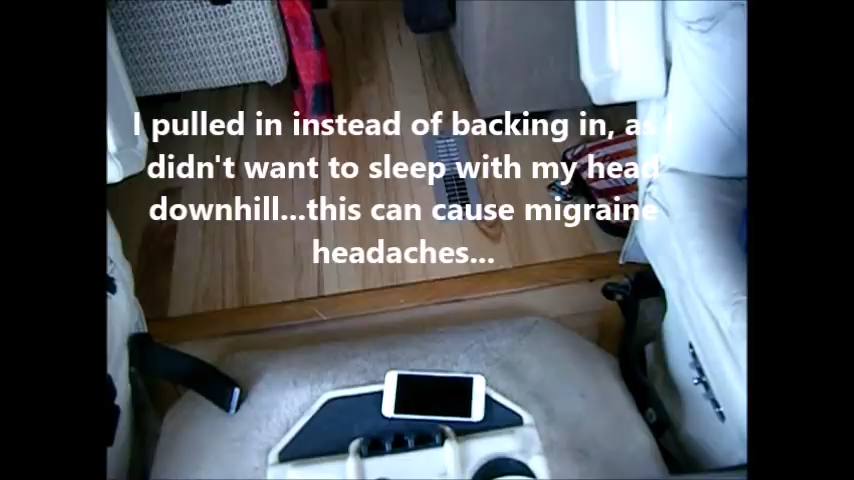 I pulled in instead of backing in, as I
didn't want to sleep with my head
downhill...this can cause migraine
headaches...